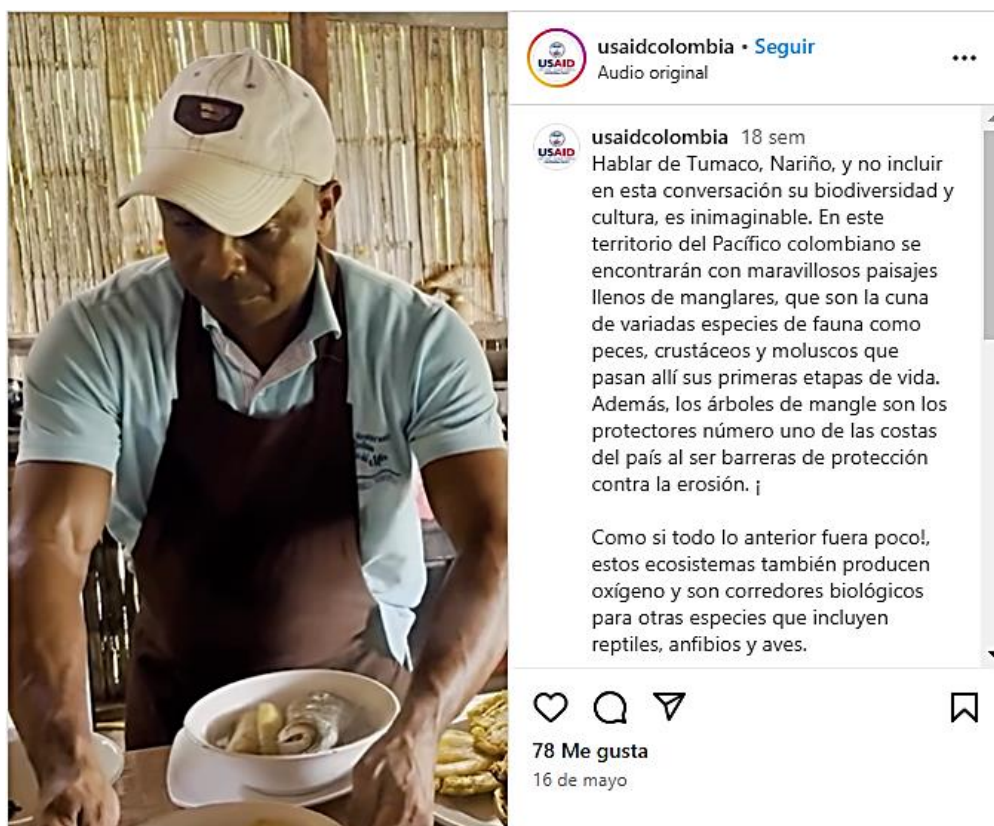 usaidcolombia • Seguir
USAID
Audio original
usaidcolombia 18 sem
USAID
Hablar de Tumaco, Nariño, y no incluir
en esta conversación su biodiversidad y
cultura, es inimaginable. En este
territorio del Pacífico colombiano se
encontrarán con maravillosos paisajes
llenos de manglares, que son la cuna
de variadas especies de fauna como
peces, crustáceos y moluscos que
pasan allí sus primeras etapas de vida.
Además, los árboles de mangle son los
protectores número uno de las costas
del país al ser barreras de protección
contra la erosión. ¡
Como si todo lo anterior fuera poco!,
estos ecosistemas también producen
oxígeno y son corredores biológicos
para otras especies que incluyen
reptiles, anfibios y aves.
78 Me gusta
16 de mayo